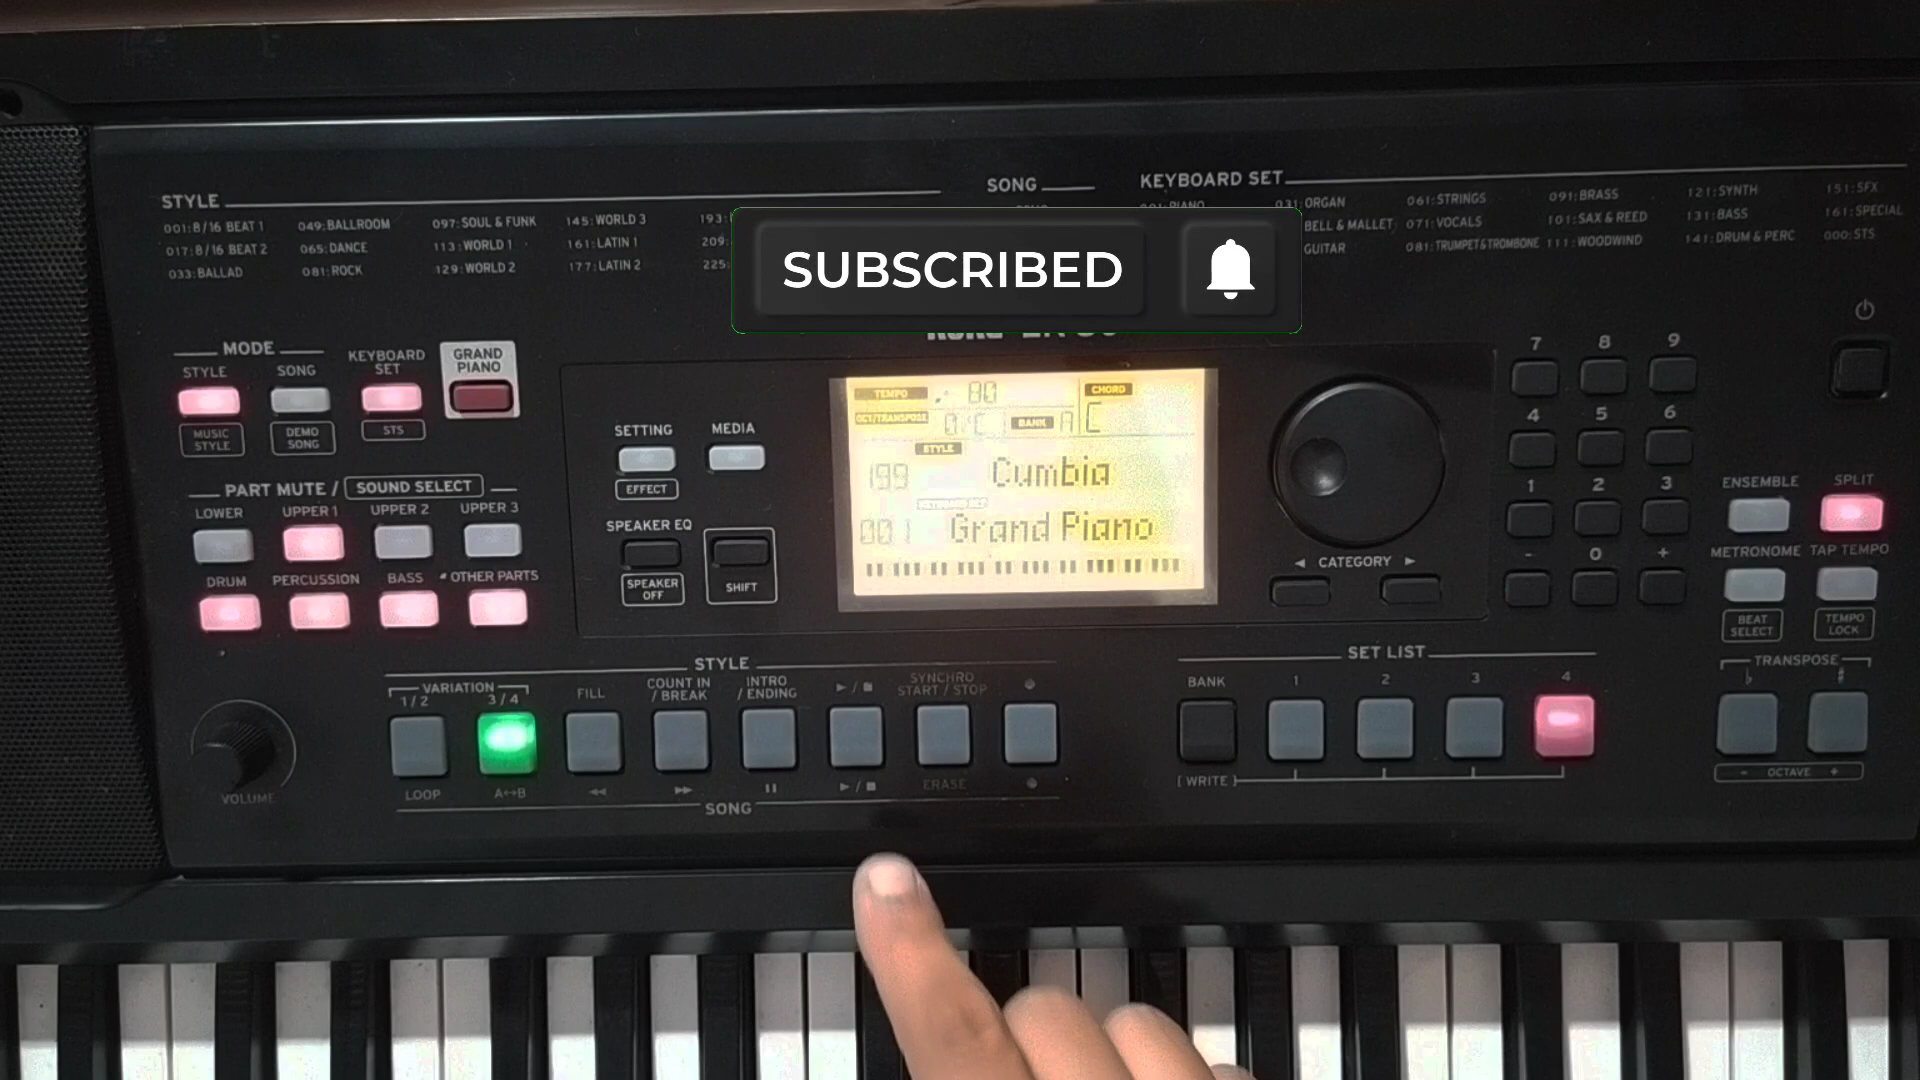 STYLE
SONG
KEYBOARD SET
001:8/16 BEAT 1
049:BALLROOM
097:SOUL & FUNK
145:WORLD 3
193:
031:ORGAN
061:STRINGS
091:BRASS
121:SYNTH
151:SFX
017:8/16 BEAT 2
065:DANCE
113:WORLD 1
161:LATIN 1
209:
BELL & MALLET
071:VOCALS
101:SAX & REED
131:BASS
161:SPECIAL
033:BALLAD
081:ROCK
129:WORLD 2
177:LATIN 2
225:
GUITAR
081:TRUMPET&TROMBONE
111:WOODWIND
141:DRUM & PERC
000:STS
SUBSCRIBED
MODE
STYLE
SONG
KEYBOARD SET
GRAND PIANO
MUSIC STYLE
DEMO SONG
STS
PART MUTE / SOUND SELECT
LOWER
UPPER 1
UPPER 2
UPPER 3
DRUM
PERCUSSION
BASS
OTHER PARTS
SETTING
MEDIA
EFFECT
SPEAKER EQ
SPEAKER OFF
SHIFT
TEMPO
80
CHORD
OCT/TRANSPOSE
BANK
A
C
STYLE
199
Cumbia
001
Grand Piano
CATEGORY
7
8
9
4
5
6
1
2
3
-
0
+
ENSEMBLE
SPLIT
METRONOME
TAP TEMPO
BEAT SELECT
TEMPO LOCK
TRANSPOSE
♭
♯
- OCTAVE +
VOLUME
STYLE
VARIATION
1/2
3/4
FILL
COUNT IN / BREAK
INTRO / ENDING
SYNCHRO START / STOP
LOOP
A↔B
ERASE
SONG
SET LIST
BANK
1
2
3
4
[ WRITE ]